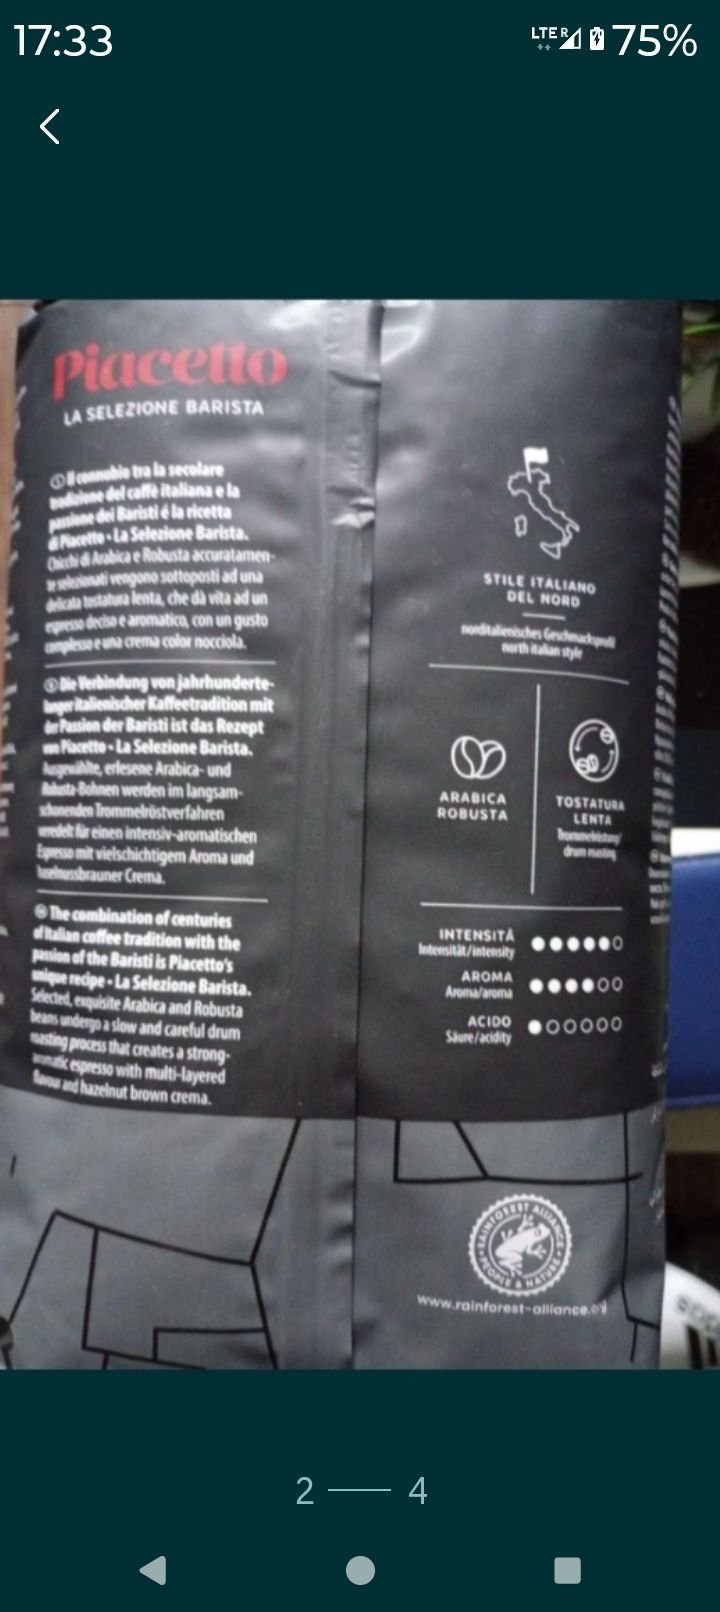 17:33
LTE R
75%
Piacetto
LA SELEZIONE BARISTA
Il connubio tra la secolare
tradizione del caffè italiana e la
passione dei Baristi é la ricetta
di Piacetto - La Selezione Barista.
Chicchi di Arabica e Robusta accuratamen-
te selezionati vengono sottoposti ad una
delicata tostatura lenta, che dà vita ad un
espresso deciso e aromatico, con un gusto
complesso e una crema color nocciola.
Die Verbindung von jahrhunderte-
langer italienischer Kaffeetradition mit
der Passion der Baristi ist das Rezept
von Piacetto - La Selezione Barista.
Ausgewählte, erlesene Arabica- und
Robusta-Bohnen werden im langsam-
schonenden Trommelröstverfahren
veredelt für einen intensiv-aromatischen
Espresso mit vielschichtigem Aroma und
haselnussbrauner Crema.
The combination of centuries
of Italian coffee tradition with the
passion of the Baristi is Piacetto's
unique recipe - La Selezione Barista.
Selected, exquisite Arabica and Robusta
beans undergo a slow and careful drum
roasting process that creates a strong-
aromatic espresso with multi-layered
flavour and hazelnut brown crema.
STILE ITALIANO
DEL NORD
norditalienisches Geschmacksprofil
north italian style
ARABICA
ROBUSTA
TOSTATURA
LENTA
Trommelröstung/
drum roasting
INTENSITÀ
Intensität/intensity
AROMA
Aroma/aroma
ACIDO
Säure/acidity
RAINFOREST ALLIANCE
PEOPLE & NATURE
www.rainforest-alliance.org
2
4